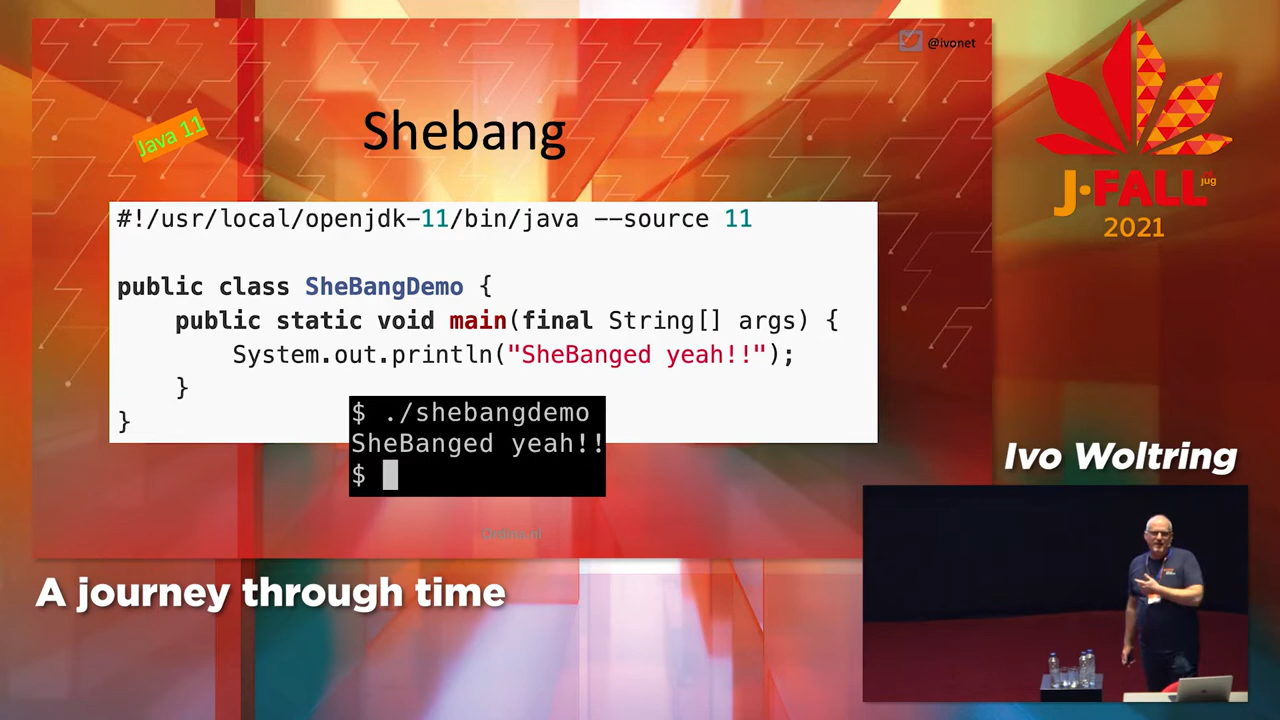 @ivonet
Java 11
Shebang
#!/usr/local/openjdk-11/bin/java --source 11
public class SheBangDemo {
    public static void main(final String[] args) {
        System.out.println("SheBanged yeah!!");
    }
}
$ ./shebangdemo
SheBanged yeah!!
$
Ordina.nl
A journey through time
J•FALL
jug
2021
Ivo Woltring